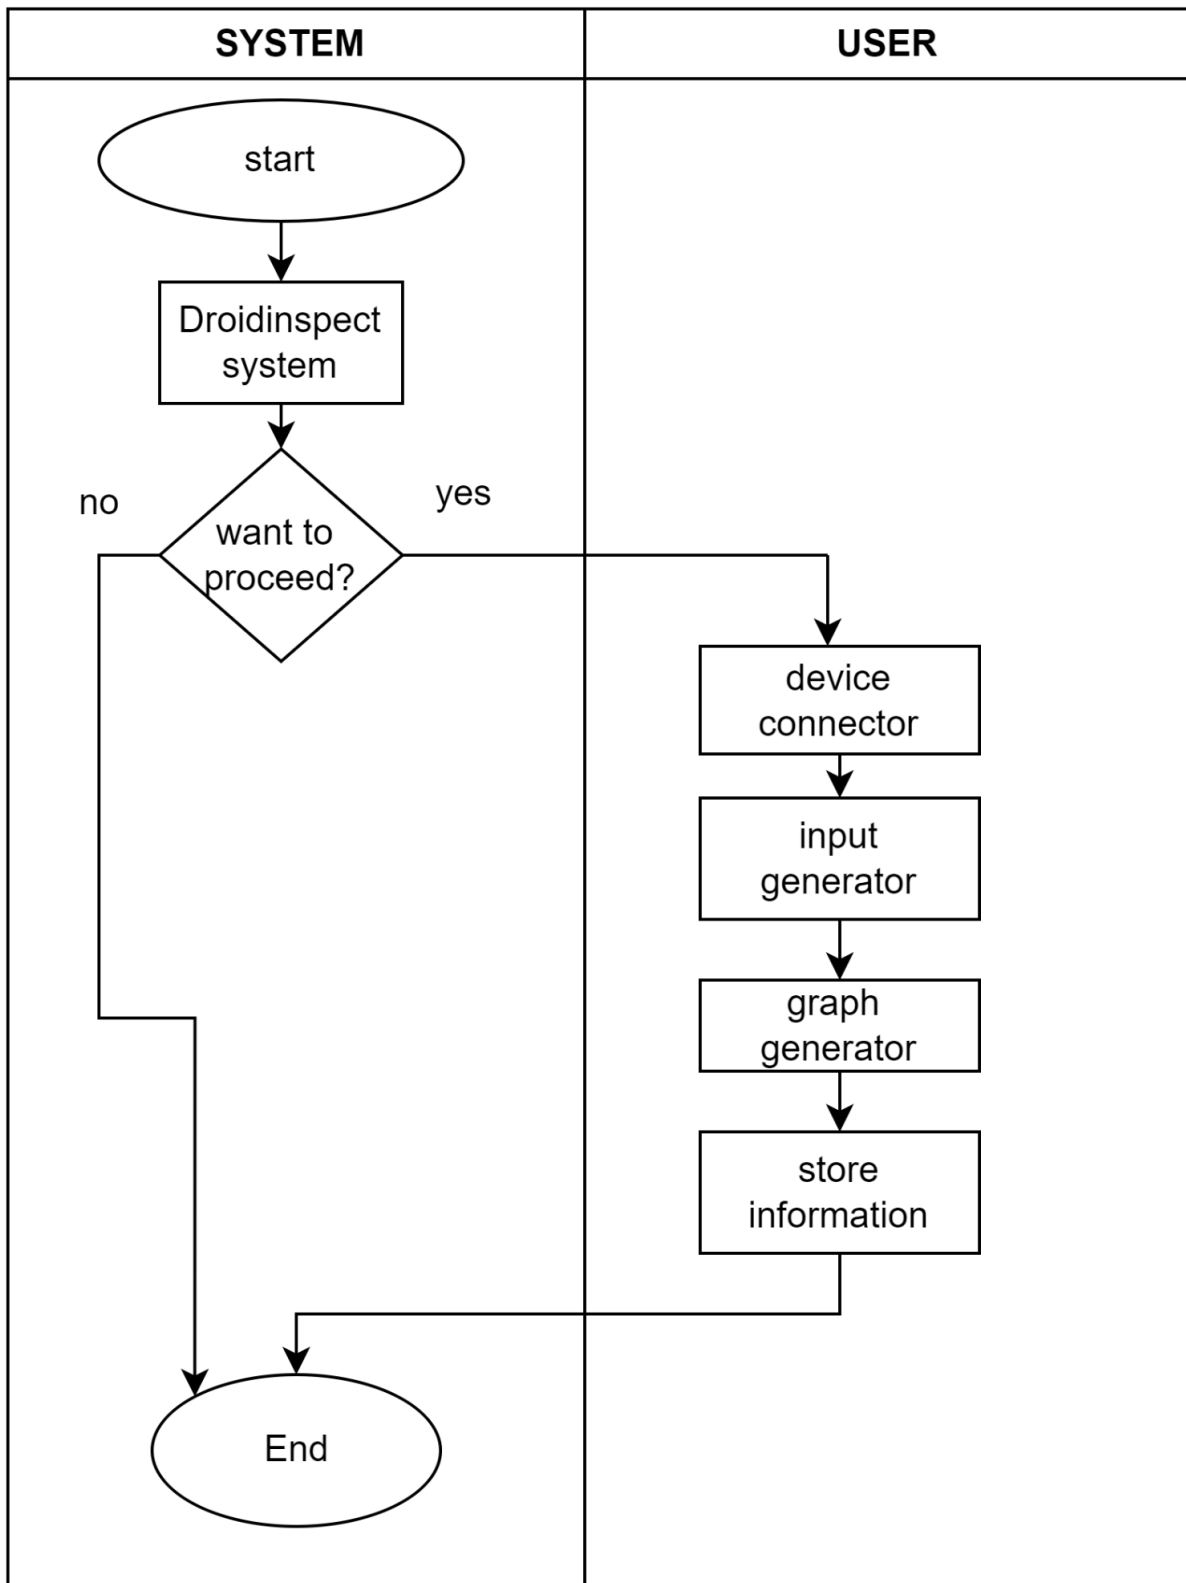 SYSTEM
USER
start
Droidinspect
system
no
yes
want to
proceed?
device
connector
input
generator
graph
generator
store
information
End